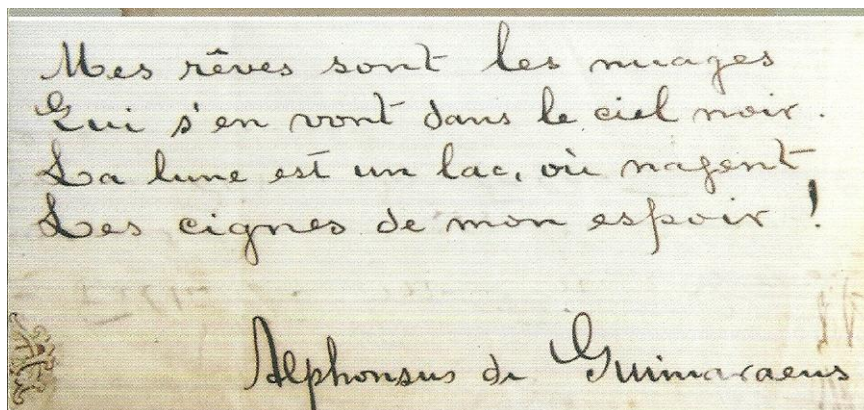 Mes rêves sont les nuages
Qui s'en vont dans le ciel noir.
La lune est un lac, où nagent
Les cignes de mon espoir !
Alphonsus de Guimaraens